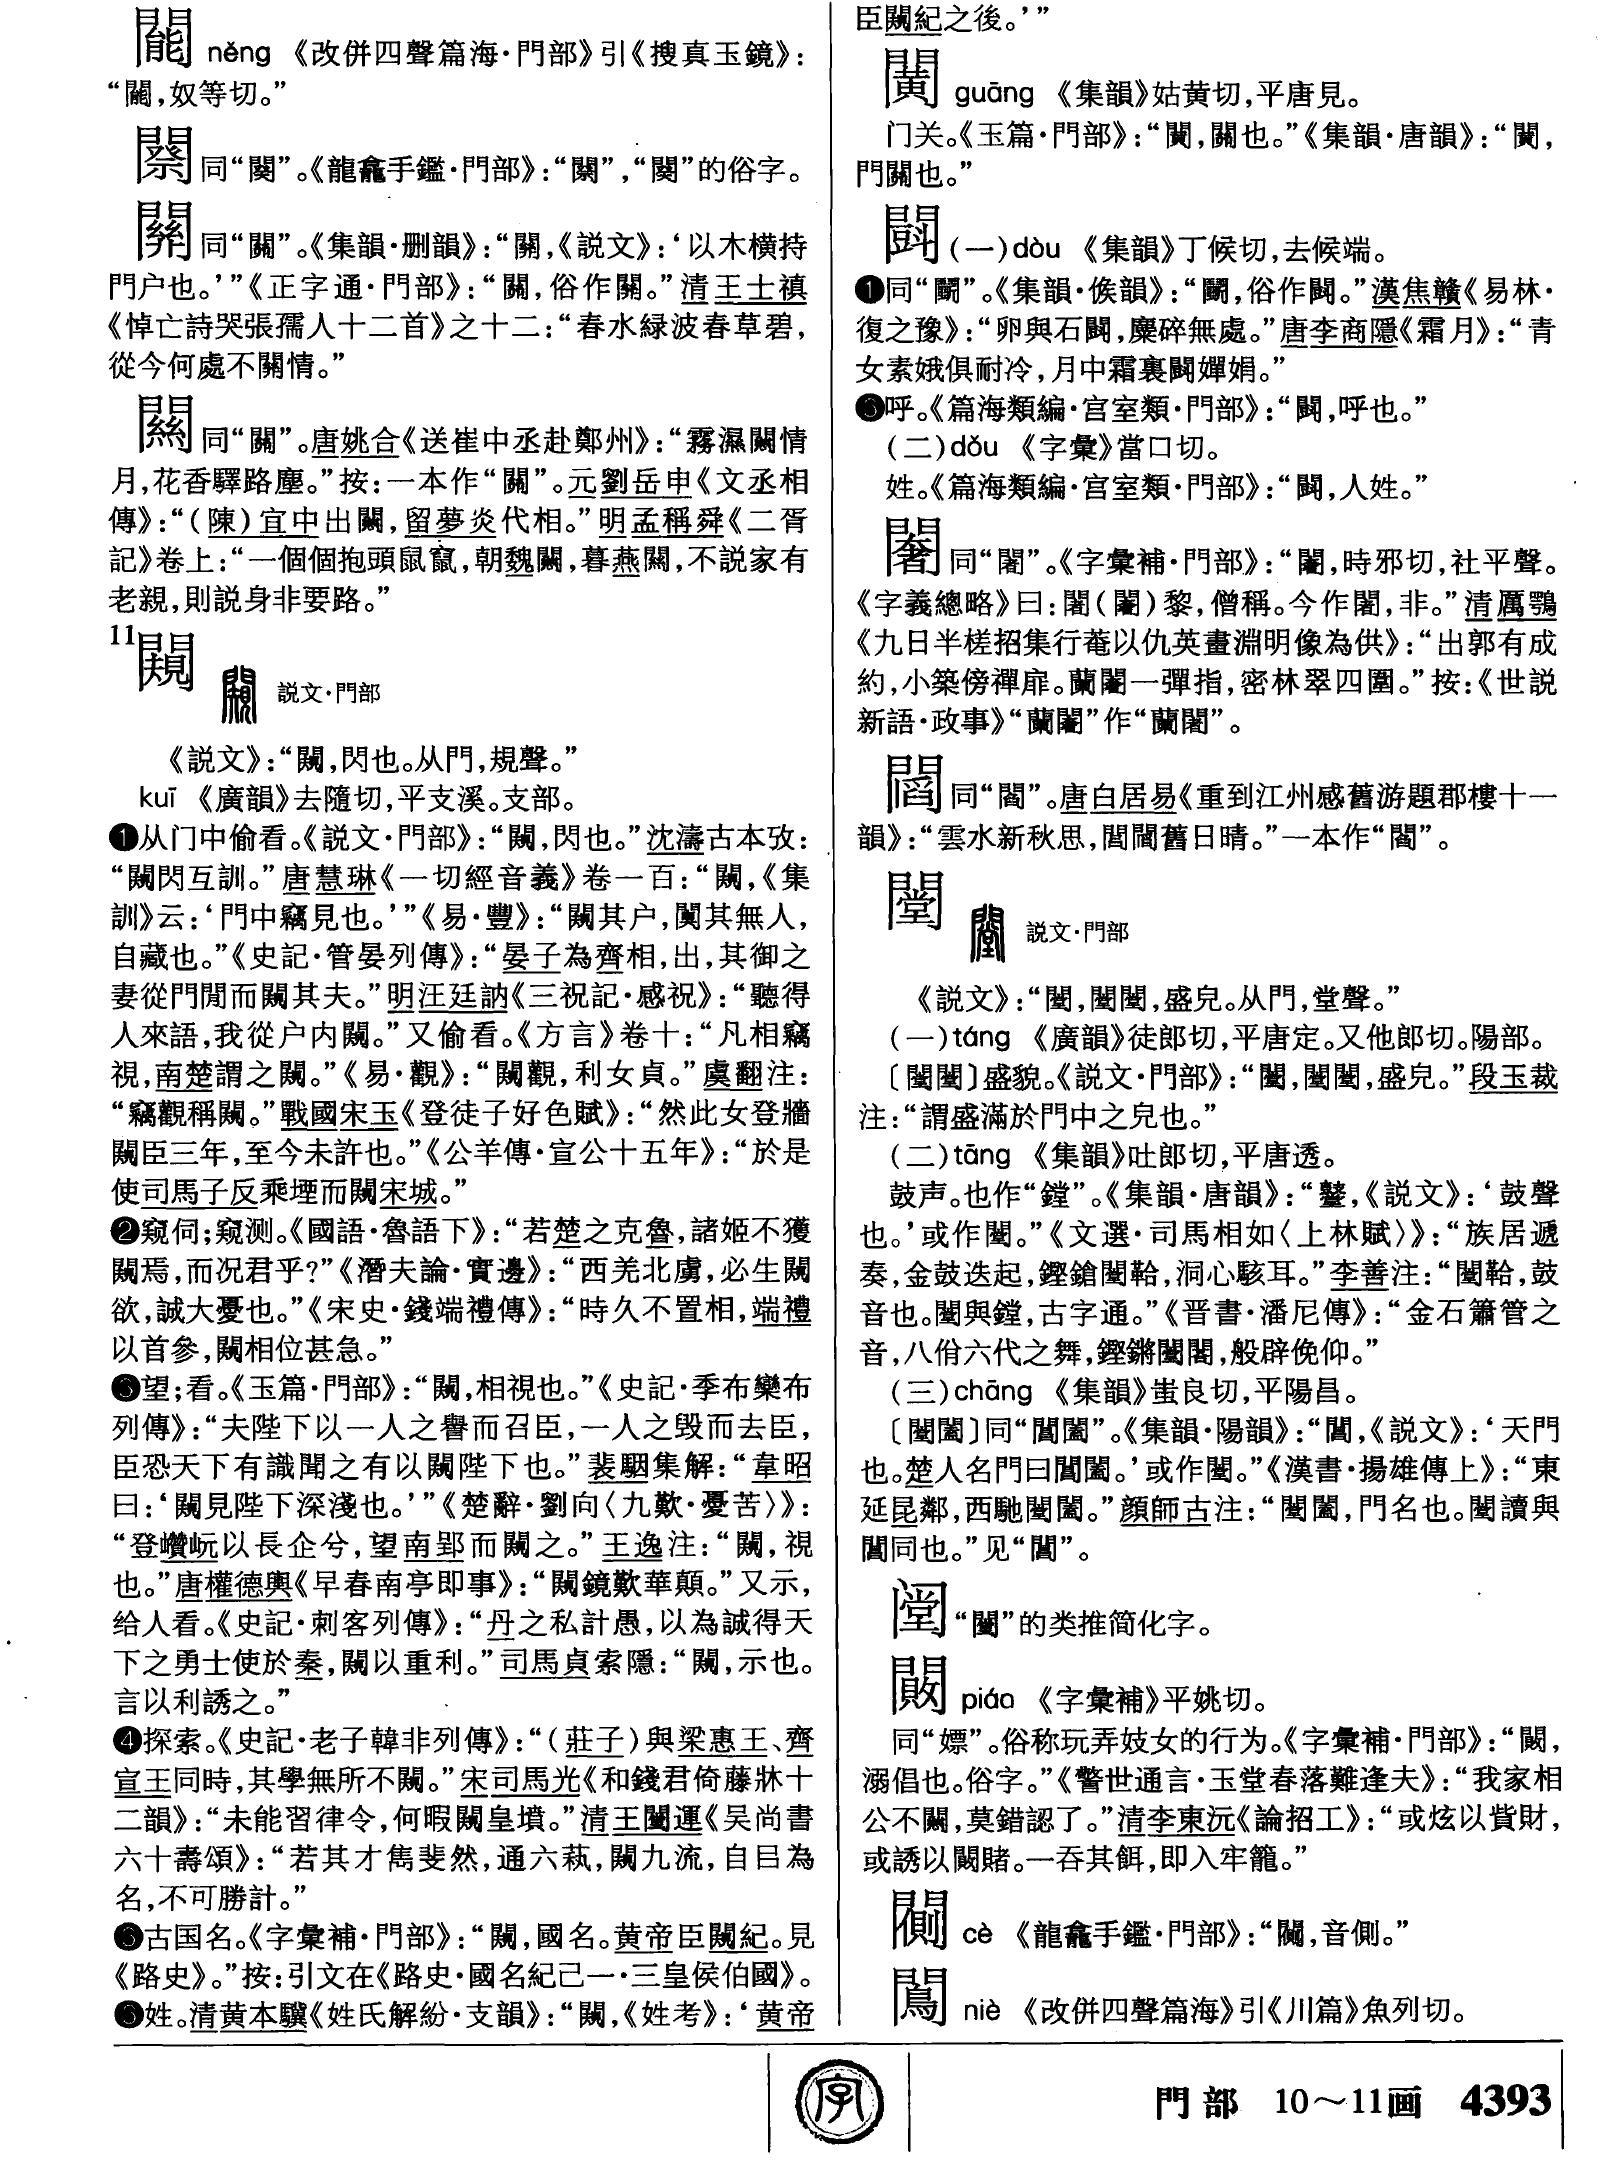 䦫 něng 《改併四聲篇海·門部》引《搜真玉鏡》：
“䦫，奴等切。”
同“闋”。《龍龕手鑑·門部》：“”，“闋”的俗字。
関 同“關”。《集韻·删韻》：“關，《説文》：‘以木横持
門户也。’”《正字通·門部》：“關，俗作。”清王士禛
《悼亡詩哭張孺人十二首》之十二：“春水緑波春草碧，
從今何處不情。”
同“關”。唐姚合《送崔中丞赴鄭州》：“霧濕情
月，花香驛路塵。”按：一本作“關”。元劉岳申《文丞相
傳》：“（陳）宜中出，留夢炎代相。”明孟稱舜《二胥
記》卷上：“一個個抱頭鼠竄，朝魏，暮燕，不説家有
老親，則説身非要路。”
11闚 説文·門部
《説文》：“闚，閃也。从門，規聲。”
kuī 《廣韻》去隨切，平支溪。支部。
❶从门中偷看。《説文·門部》：“闚，閃也。”沈濤古本攷：
“闚閃互訓。”唐慧琳《一切經音義》卷一百：“闚，《集
訓》云：‘門中竊見也。’”《易·豐》：“闚其户，闃其無人，
自藏也。”《史記·管晏列傳》：“晏子為齊相，出，其御之
妻從門閒而闚其夫。”明汪廷訥《三祝記·感祝》：“聽得
人來語，我從户内闚。”又偷看。《方言》卷十：“凡相竊
視，南楚謂之闚。”《易·觀》：“闚觀，利女貞。”虞翻注：
“竊觀稱闚。”戰國宋玉《登徒子好色賦》：“然此女登牆
闚臣三年，至今未許也。”《公羊傳·宣公十五年》：“於是
使司馬子反乘堙而闚宋城。”
❷窥伺；窥测。《國語·魯語下》：“若楚之克魯，諸姬不獲
闚焉，而况君乎？”《潛夫論·實邊》：“西羌北虜，必生闚
欲，誠大憂也。”《宋史·錢端禮傳》：“時久不置相，端禮
以首參，闚相位甚急。”
❸望；看。《玉篇·門部》：“闚，相視也。”《史記·季布欒布
列傳》：“夫陛下以一人之譽而召臣，一人之毁而去臣，
臣恐天下有識聞之有以闚陛下也。”裴駰集解：“韋昭
曰：‘闚見陛下深淺也。’”《楚辭·劉向〈九歎·憂苦〉》：
“登巑岏以長企兮，望南郢而闚之。”王逸注：“闚，視
也。”唐權德輿《早春南亭即事》：“闚鏡歎華顛。”又示，
给人看。《史記·刺客列傳》：“丹之私計愚，以為誠得天
下之勇士使於秦，闚以重利。”司馬貞索隱：“闚，示也。
言以利誘之。”
❹探索。《史記·老子韓非列傳》：“（莊子）與梁惠王、齊
宣王同時，其學無所不闚。”宋司馬光《和錢君倚藤牀十
二韻》：“未能習律令，何暇闚皇墳。”清王闓運《吴尚書
六十壽頌》：“若其才雋斐然，通六蓺，闚九流，自㠯為
名，不可勝計。”
❺古国名。《字彙補·門部》：“闚，國名。黄帝臣闚紀。見
《路史》。”按：引文在《路史·國名紀己一·三皇侯伯國》。
❻姓。清黄本驥《姓氏解紛·支韻》：“闚，《姓考》：‘黄帝
臣闚紀之後。’”
guāng 《集韻》姑黄切，平唐見。
门关。《玉篇·門部》：“，關也。”《集韻·唐韻》：“，
門關也。”
鬭 （一）dòu 《集韻》丁候切，去候端。
❶同“鬭”。《集韻·候韻》：“鬭，俗作闘。”漢焦贛《易林·
復之豫》：“卵與石闘，麋碎無處。”唐李商隱《霜月》：“青
女素娥俱耐冷，月中霜裏闘嬋娟。”
❸呼。《篇海類編·宫室類·門部》：“闘，呼也。”
（二）dǒu 《字彙》當口切。
姓。《篇海類編·宫室類·門部》：“闘，人姓。”
同“闍”。《字彙補·門部》：“，時邪切，社平聲。
《字義總略》曰：闍（）黎，僧稱。今作闍，非。”清厲鶚
《九日半槎招集行菴以仇英畫淵明像為供》：“出郭有成
約，小築傍禪扉。蘭一彈指，密林翠四圍。”按：《世説
新語·政事》“蘭”作“蘭闍”。
同“閻”。唐白居易《重到江州感舊游題郡樓十一
韻》：“雲水新秋思，閭舊日晴。”一本作“閻”。
闛 説文·門部
《説文》：“闛，闛闛，盛皃。从門，堂聲。”
（一）táng 《廣韻》徒郎切，平唐定。又他郎切。陽部。
〔闛闛〕盛貌。《説文·門部》：“闛，闛闛，盛皃。”段玉裁
注：“謂盛滿於門中之皃也。”
（二）tāng 《集韻》吐郎切，平唐透。
鼓声。也作“鏜”。《集韻·唐韻》：“鼞，《説文》：‘鼓聲
也。’或作闛。”《文選·司馬相如〈上林賦〉》：“族居遞
奏，金鼓迭起，鏗鎗闛鞈，洞心駭耳。”李善注：“闛鞈，鼓
音也。闛與鏜，古字通。”《晋書·潘尼傳》：“金石簫管之
音，八佾六代之舞，鏗鏘闛閤，般辟俛仰。”
（三）chāng 《集韻》蚩良切，平陽昌。
〔闛闔〕同“閶闔”。《集韻·陽韻》：“閶，《説文》：‘天門
也。楚人名門曰閶闔。’或作闛。”《漢書·揚雄傳上》：“東
延昆鄰，西馳闛闔。”顔師古注：“闛闔，門名也。闛讀與
閶同也。”见“閶”。
“闛”的类推简化字。
piáo 《字彙補》平姚切。
同“嫖”。俗称玩弄妓女的行为。《字彙補·門部》：“，
溺倡也。俗字。”《警世通言·玉堂春落難逢夫》：“我家相
公不，莫錯認了。”清李東沅《論招工》：“或炫以貲財，
或誘以賭。一吞其餌，即入牢籠。”
cè 《龍龕手鑑·門部》：“，音側。”
niè 《改併四聲篇海》引《川篇》魚列切。
字
門部 10～11画 4393